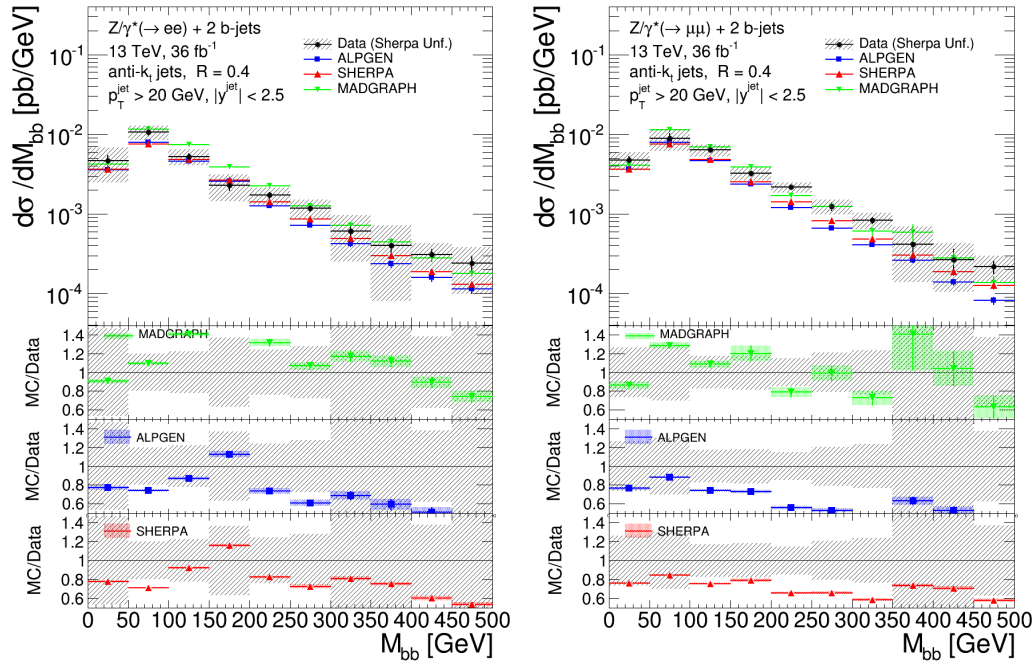 Z/γ*(→ ee) + 2 b-jets
13 TeV, 36 fb⁻¹
anti-kₜ jets, R = 0.4
p_T^jet > 20 GeV, |y^jet| < 2.5
Data (Sherpa Unf.)
ALPGEN
SHERPA
MADGRAPH
dσ/dM_bb [pb/GeV]
10⁻¹
10⁻²
10⁻³
10⁻⁴
MADGRAPH
MC/Data
1.4
1.2
1
0.8
0.6
ALPGEN
MC/Data
1.4
1.2
1
0.8
0.6
SHERPA
MC/Data
1.4
1.2
1
0.8
0.6
0 50 100 150 200 250 300 350 400 450 500
M_bb [GeV]
Z/γ*(→ μμ) + 2 b-jets
13 TeV, 36 fb⁻¹
anti-kₜ jets, R = 0.4
p_T^jet > 20 GeV, |y^jet| < 2.5
Data (Sherpa Unf.)
ALPGEN
SHERPA
MADGRAPH
dσ/dM_bb [pb/GeV]
10⁻¹
10⁻²
10⁻³
10⁻⁴
MADGRAPH
MC/Data
1.4
1.2
1
0.8
0.6
ALPGEN
MC/Data
1.4
1.2
1
0.8
0.6
SHERPA
MC/Data
1.4
1.2
1
0.8
0.6
0 50 100 150 200 250 300 350 400 450 500
M_bb [GeV]